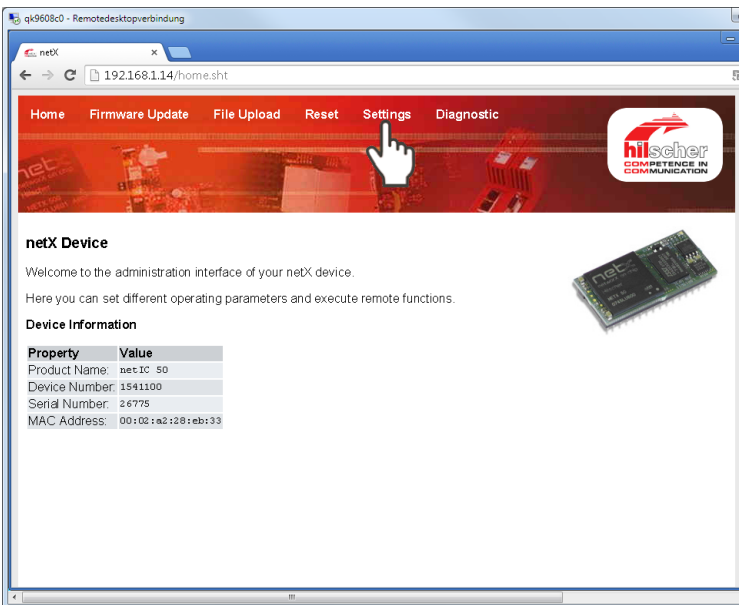 qk9608c0 - Remotedesktopverbindung
netX
192.168.1.14/home.sht
Home Firmware Update File Upload Reset Settings Diagnostic
hilscher
COMPETENCE IN
COMMUNICATION
netX Device
Welcome to the administration interface of your netX device.
Here you can set different operating parameters and execute remote functions.
Device Information
Property Value
Product Name: netIC 50
Device Number: 1541100
Serial Number: 26775
MAC Address: 00:02:a2:28:eb:33